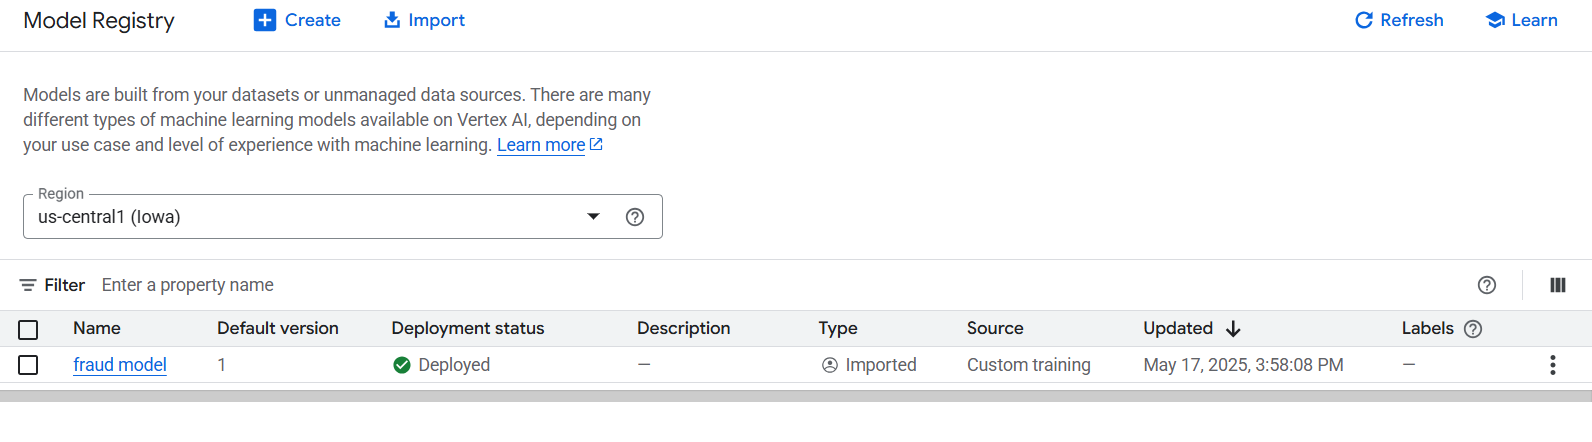 Model Registry Create Import Refresh Learn
Models are built from your datasets or unmanaged data sources. There are many
different types of machine learning models available on Vertex AI, depending on
your use case and level of experience with machine learning. Learn more
Region
us-central1 (Iowa)
Filter Enter a property name
Name Default version Deployment status Description Type Source Updated Labels
fraud model 1 Deployed — Imported Custom training May 17, 2025, 3:58:08 PM —